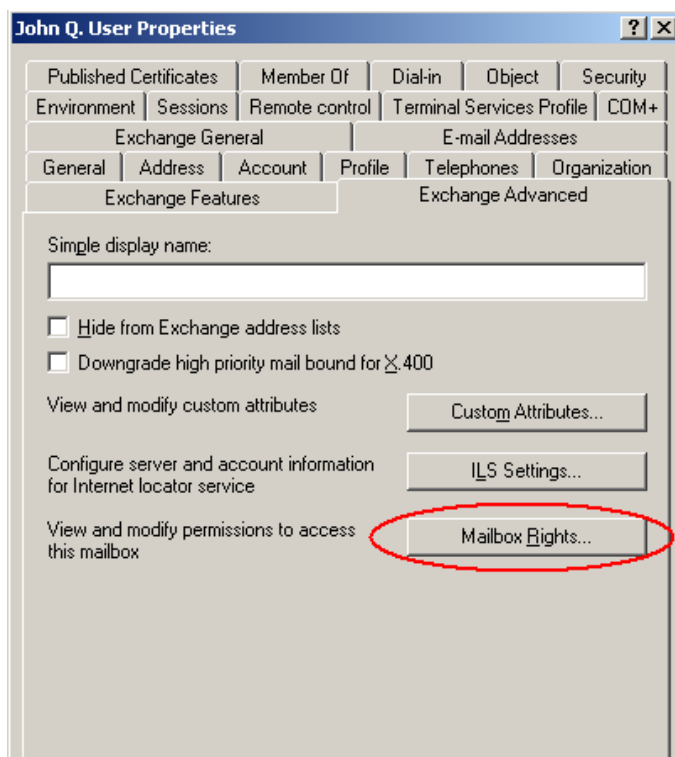 John Q. User Properties
Published Certificates Member Of Dial-in Object Security
Environment Sessions Remote control Terminal Services Profile COM+
Exchange General E-mail Addresses
General Address Account Profile Telephones Organization
Exchange Features Exchange Advanced
Simple display name:
Hide from Exchange address lists
Downgrade high priority mail bound for X.400
View and modify custom attributes Custom Attributes...
Configure server and account information
for Internet locator service
ILS Settings...
View and modify permissions to access
this mailbox
Mailbox Rights...